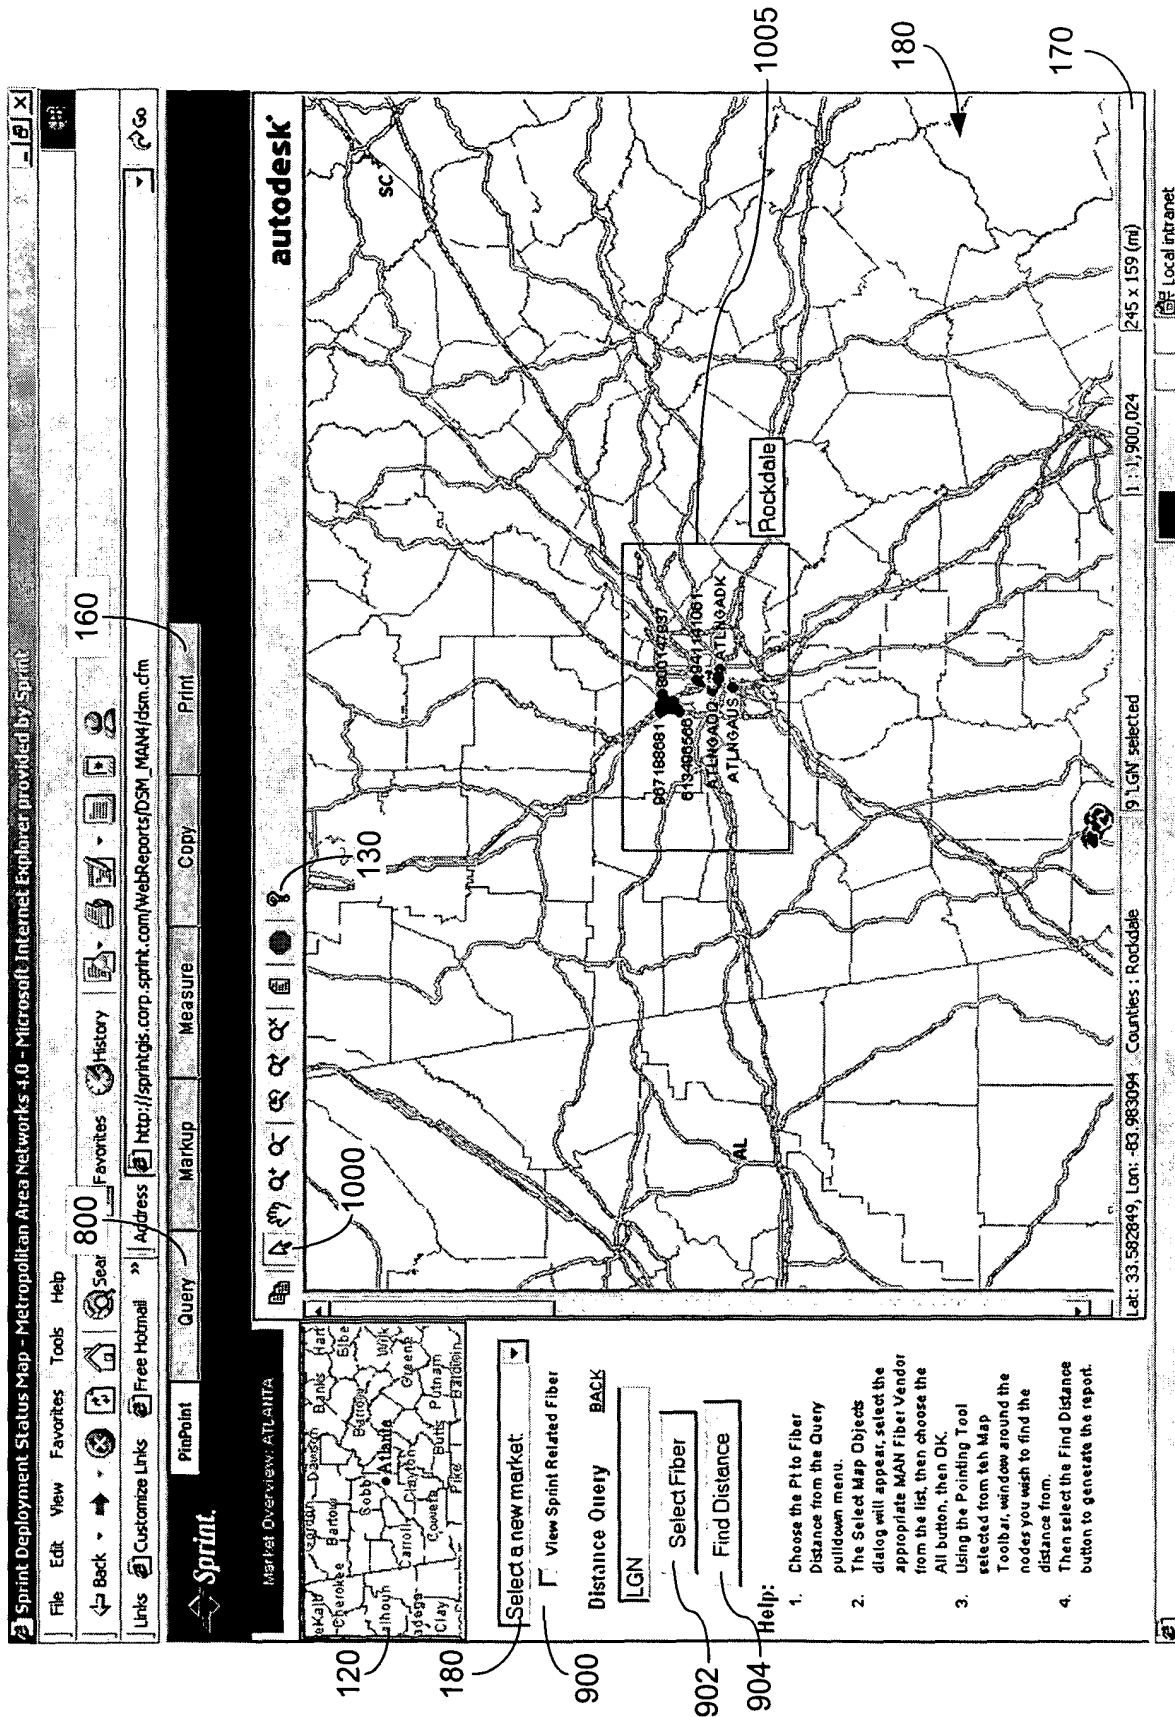 Sprint Deployment Status Map - Metropolitan Area Networks 4.0 - Microsoft Internet Explorer provided by Sprint
File Edit View Favorites Tools Help
Back Favorites History
800
160
Links Customize Links Free Hotmail » Address http://sprintgis.corp.sprint.com/WebReports/DSM_MAN4/dsm.cfm Go
Sprint. PinPoint Query Markup Measure Copy Print
Market Overview: ATLANTA
autodesk
1000
130
120
Dawson Banks Hart
Bartow Elbe
Cherokee Cobb Barrow
alhoun Atlanta Wilk
Carroll Clayton Greene
adega Coweta Butts Putnam
Clay Pike Baldwin
180
Select a new market
900
View Sprint Related Fiber
Distance Query BACK
LGN
902
Select Fiber
904
Find Distance
Help:
1. Choose the Pt to Fiber
Distance from the Query
pulldown menu.
2. The Select Map Objects
dialog will appear, select the
appropriate MAN Fiber Vendor
from the list, then choose the
All button, then OK.
3. Using the Pointing Tool
selected from teh Map
Toolbar, window around the
nodes you wish to find the
distance from.
4. Then select the Find Distance
button to generate the report.
SC
AL
967188681
800147837
613496566
941141061
ATLNGADK
ATLNGAUS
Rockdale
1005
180
170
Lat: 33.582849, Lon: -83.983094 Counties : Rockdale 9 LGN selected 1 : 1,900,024 245 x 159 (mi)
Local intranet